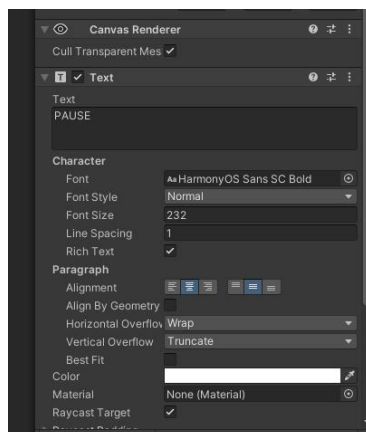 Canvas Renderer
Cull Transparent Mes
T Text
Text
PAUSE
Character
Font Aa HarmonyOS Sans SC Bold
Font Style Normal
Font Size 232
Line Spacing 1
Rich Text
Paragraph
Alignment
Align By Geometry
Horizontal Overflow Wrap
Vertical Overflow Truncate
Best Fit
Color
Material None (Material)
Raycast Target